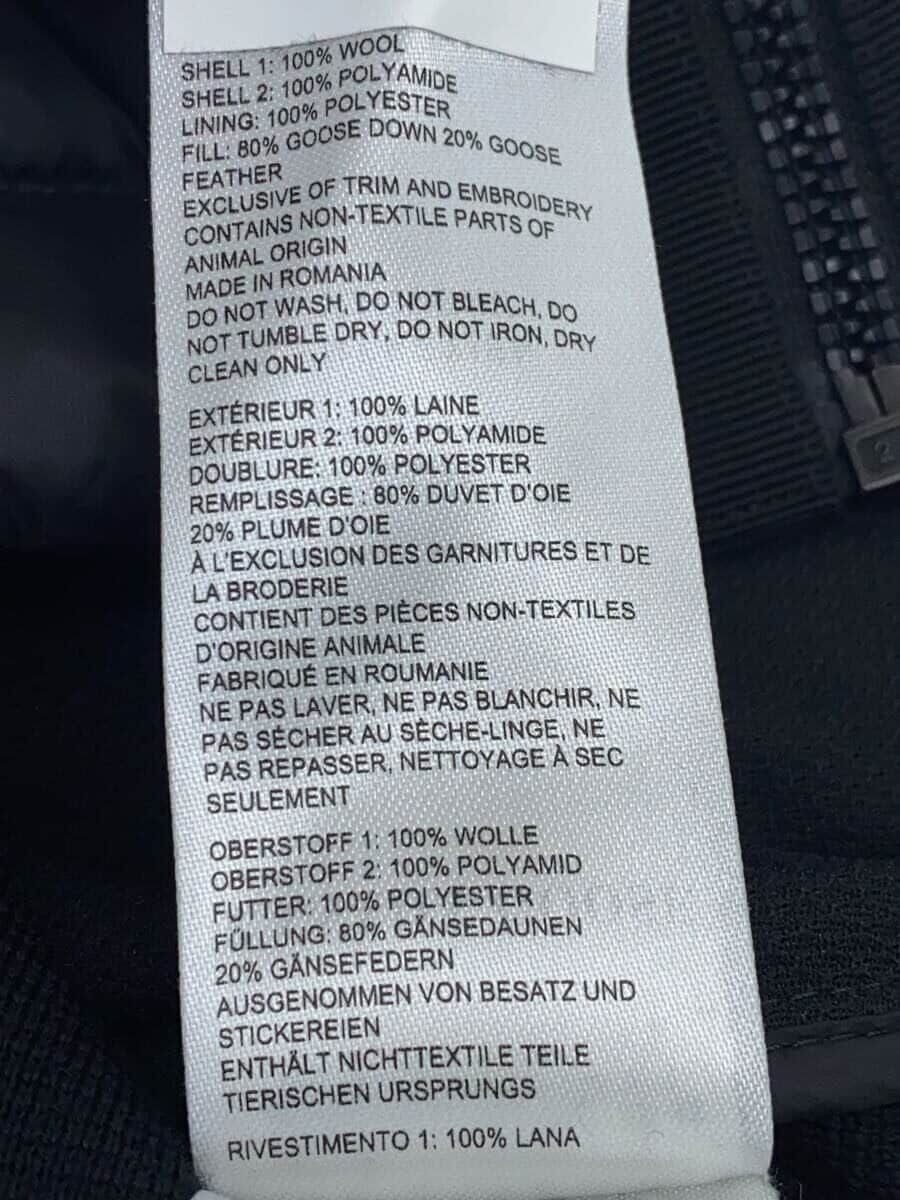 SHELL 1: 100% WOOL
SHELL 2: 100% POLYAMIDE
LINING: 100% POLYESTER
FILL: 80% GOOSE DOWN 20% GOOSE
FEATHER
EXCLUSIVE OF TRIM AND EMBROIDERY
CONTAINS NON-TEXTILE PARTS OF
ANIMAL ORIGIN
MADE IN ROMANIA
DO NOT WASH, DO NOT BLEACH, DO
NOT TUMBLE DRY, DO NOT IRON, DRY
CLEAN ONLY
EXTÉRIEUR 1: 100% LAINE
EXTÉRIEUR 2: 100% POLYAMIDE
DOUBLURE: 100% POLYESTER
REMPLISSAGE : 80% DUVET D'OIE
20% PLUME D'OIE
À L'EXCLUSION DES GARNITURES ET DE
LA BRODERIE
CONTIENT DES PIÈCES NON-TEXTILES
D'ORIGINE ANIMALE
FABRIQUÉ EN ROUMANIE
NE PAS LAVER, NE PAS BLANCHIR, NE
PAS SÉCHER AU SÈCHE-LINGE, NE
PAS REPASSER, NETTOYAGE À SEC
SEULEMENT
OBERSTOFF 1: 100% WOLLE
OBERSTOFF 2: 100% POLYAMID
FUTTER: 100% POLYESTER
FÜLLUNG: 80% GÄNSEDAUNEN
20% GÄNSEFEDERN
AUSGENOMMEN VON BESATZ UND
STICKEREIEN
ENTHÄLT NICHTTEXTILE TEILE
TIERISCHEN URSPRUNGS
RIVESTIMENTO 1: 100% LANA